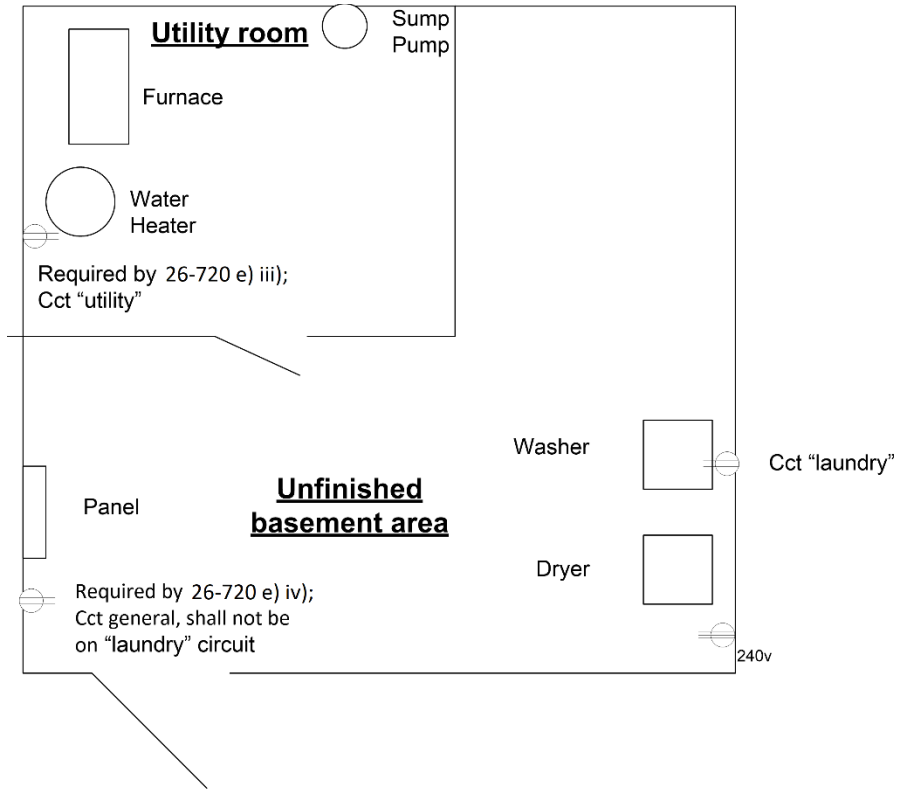 Utility room
Sump
Pump
Furnace
Water
Heater
Required by 26-720 e) iii);
Cct “utility”
Washer
Cct “laundry”
Panel
Unfinished
basement area
Dryer
Required by 26-720 e) iv);
Cct general, shall not be
on “laundry” circuit
240v